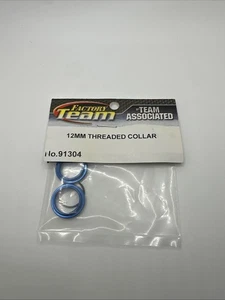 FACTORY
Team
TEAM
ASSOCIATED
12MM THREADED COLLAR
No.91304